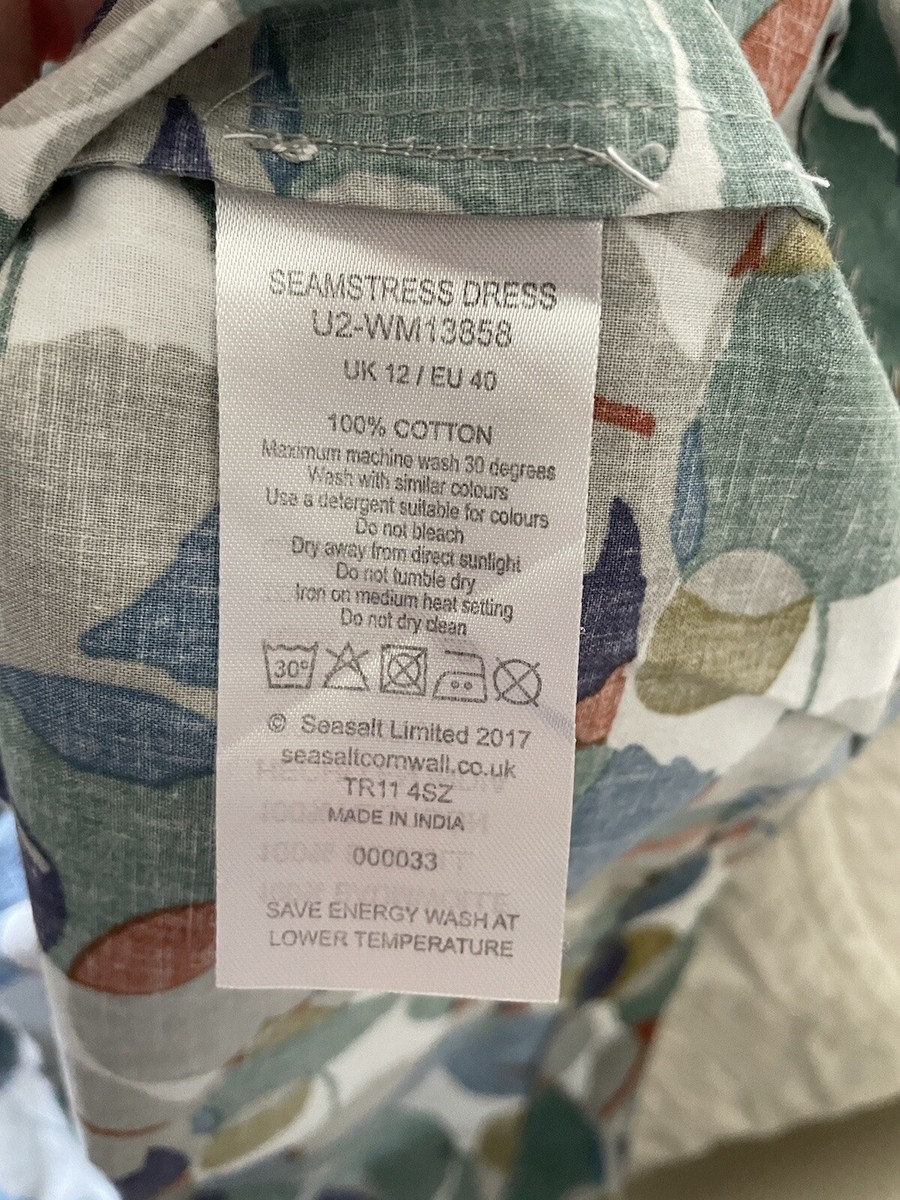 SEAMSTRESS DRESS
U2-WM13858
UK 12 / EU 40
100% COTTON
Maximum machine wash 30 degrees
Wash with similar colours
Use a detergent suitable for colours
Do not bleach
Dry away from direct sunlight
Do not tumble dry
Iron on medium heat setting
Do not dry clean
30°
© Seasalt Limited 2017
seasaltcornwall.co.uk
TR11 4SZ
MADE IN INDIA
000033
SAVE ENERGY WASH AT
LOWER TEMPERATURE